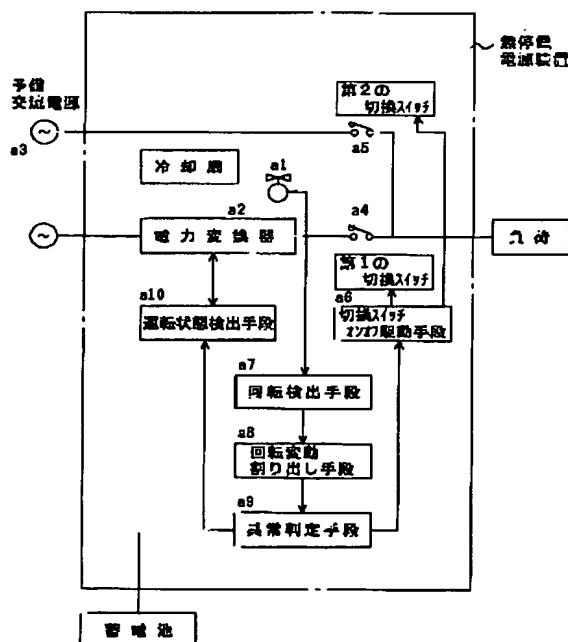 無停電
電源装置
予備
交流電源
a3
第2の
切換スイッチ
a5
冷却扇
a1
a2
電力変換器
a4
負荷
第1の
切換スイッチ
a10
運転状態検出手段
a6
切換スイッチ
オンオフ駆動手段
a7
回転検出手段
a8
回転変動
割り出し手段
a9
異常判定手段
蓄電池